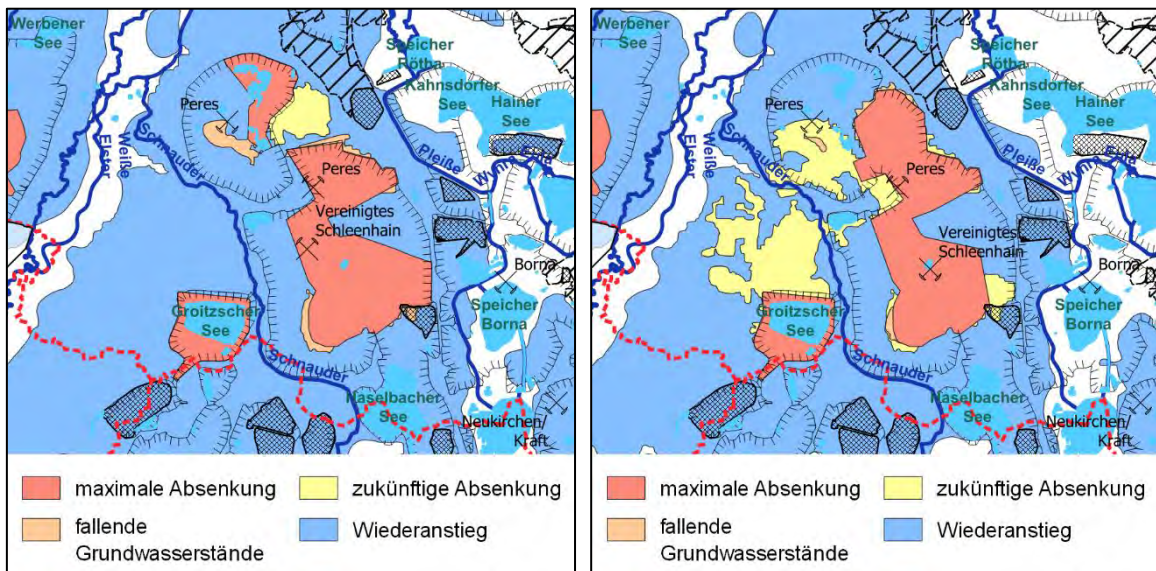 Werbener
See
Speicher
Rötha
Kahnsdorfer
See
Hainer
See
Peres
Schnauder
Weiße
Elster
Pleiße
Wyhra
Eula
Peres
Vereinigtes
Schleenhain
Borna
Groitzscher
See
Speicher
Borna
Schnauder
Haselbacher
See
Neukirchen
Kraft
maximale Absenkung
zukünftige Absenkung
fallende
Grundwasserstände
Wiederanstieg
Werbener
See
Speicher
Rötha
Kahnsdorfer
See
Hainer
See
Peres
Schnauder
Weiße
Elster
Pleiße
Wyhra
Eula
Peres
Vereinigtes
Schleenhain
Borna
Groitzscher
See
Speicher
Borna
Schnauder
Haselbacher
See
Neukirchen
Kraft
maximale Absenkung
zukünftige Absenkung
fallende
Grundwasserstände
Wiederanstieg